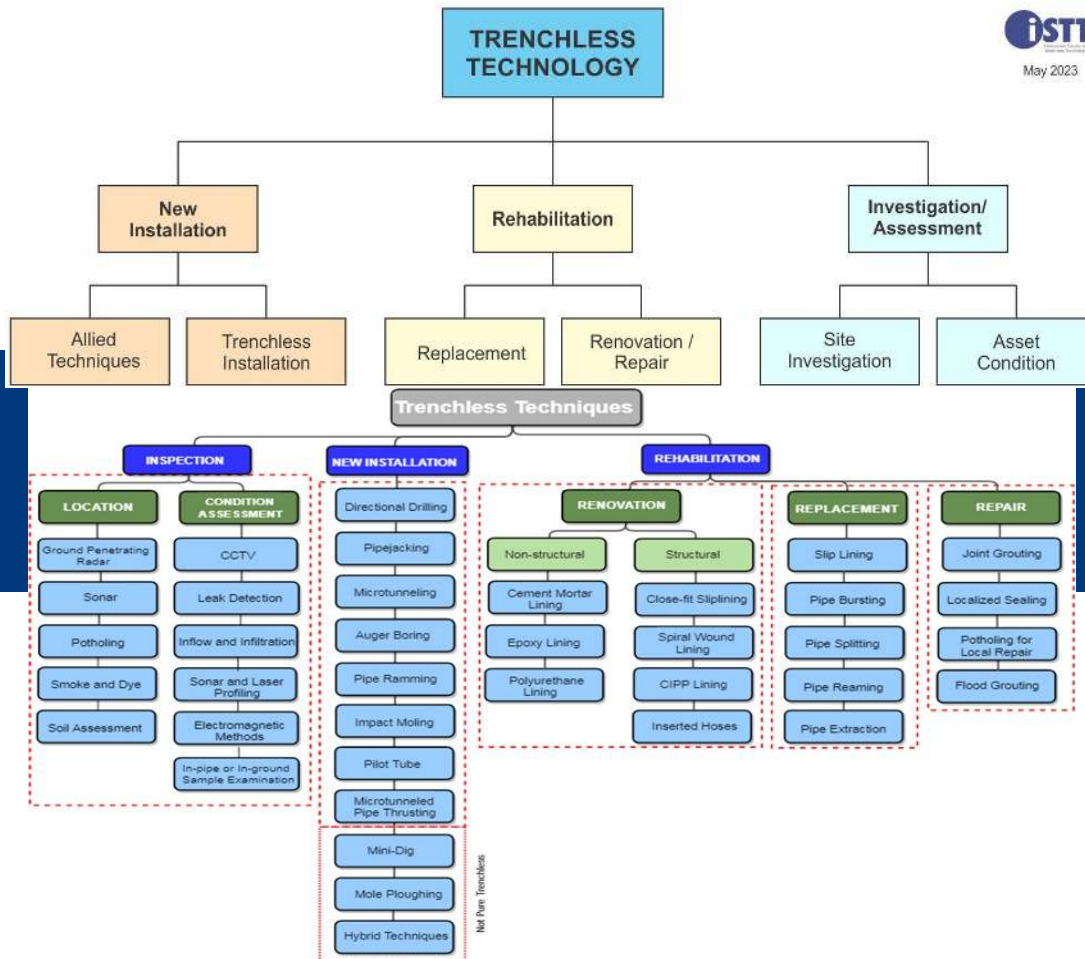 TRENCHLESS
TECHNOLOGY
iSTT
May 2023
New
Installation
Rehabilitation
Investigation/
Assessment
Allied
Techniques
Trenchless
Installation
Replacement
Renovation /
Repair
Site
Investigation
Asset
Condition
Trenchless Techniques
INSPECTION
NEW INSTALLATION
REHABILITATION
LOCATION
Ground Penetrating
Radar
Sonar
Potholing
Smoke and Dye
Soil Assessment
CONDITION
ASSESSMENT
CCTV
Leak Detection
Inflow and Infiltration
Sonar and Laser
Profiling
Electromagnetic
Methods
In-pipe or In-ground
Sample Examination
Directional Drilling
Pipejacking
Microtunneling
Auger Boring
Pipe Ramming
Impact Moling
Pilot Tube
Microtunneled
Pipe Thrusting
Mini-Dig
Mole Ploughing
Hybrid Techniques
Not Pure Trenchless
RENOVATION
Non-structural
Cement Mortar
Lining
Epoxy Lining
Polyurethane
Lining
Structural
Close-fit Sliplining
Spiral Wound
Lining
CIPP Lining
Inserted Hoses
REPLACEMENT
Slip Lining
Pipe Bursting
Pipe Splitting
Pipe Reaming
Pipe Extraction
REPAIR
Joint Grouting
Localized Sealing
Potholing for
Local Repair
Flood Grouting